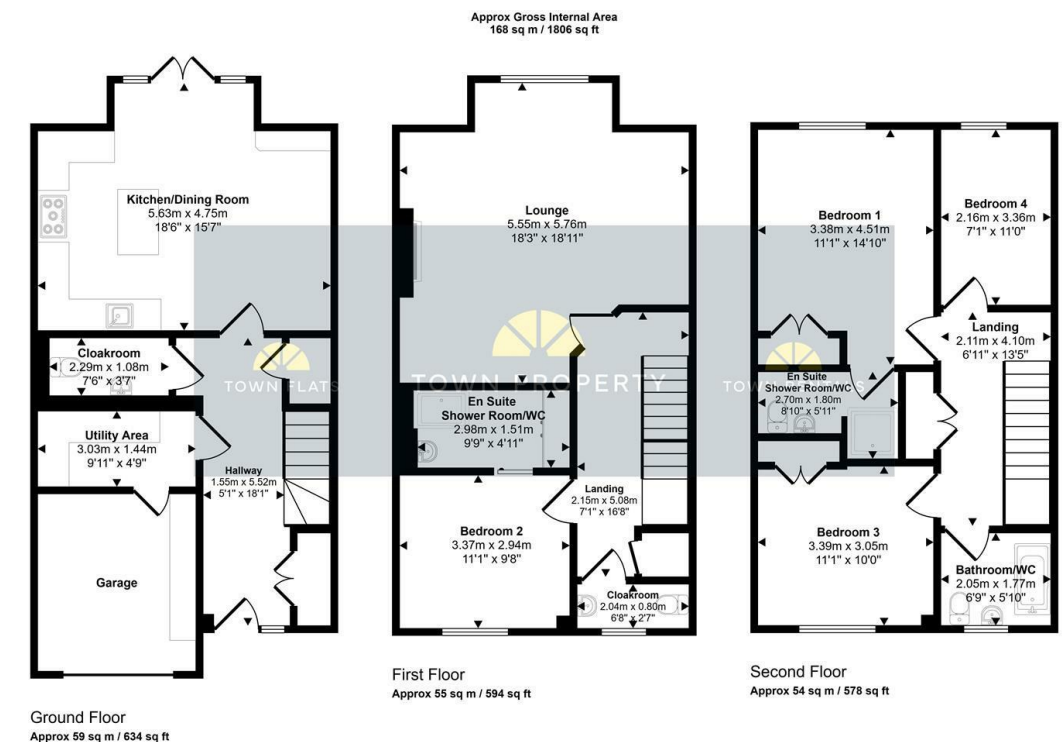 Approx Gross Internal Area
168 sq m / 1806 sq ft
Kitchen/Dining Room
5.63m x 4.75m
18'6" x 15'7"
Cloakroom
2.29m x 1.08m
7'6" x 3'7"
Utility Area
3.03m x 1.44m
9'11" x 4'9"
Hallway
1.55m x 5.52m
5'1" x 18'1"
Garage
TOWN FLATS
Ground Floor
Approx 59 sq m / 634 sq ft
Lounge
5.55m x 5.76m
18'3" x 18'11"
TOWN PROPERTY
En Suite
Shower Room/WC
2.98m x 1.51m
9'9" x 4'11"
Landing
2.15m x 5.08m
7'1" x 16'8"
Bedroom 2
3.37m x 2.94m
11'1" x 9'8"
Cloakroom
2.04m x 0.80m
6'8" x 2'7"
First Floor
Approx 55 sq m / 594 sq ft
Bedroom 1
3.38m x 4.51m
11'1" x 14'10"
Bedroom 4
2.16m x 3.36m
7'1" x 11'0"
Landing
2.11m x 4.10m
6'11" x 13'5"
En Suite
Shower Room/WC
2.70m x 1.80m
8'10" x 5'11"
Bedroom 3
3.39m x 3.05m
11'1" x 10'0"
Bathroom/WC
2.05m x 1.77m
6'9" x 5'10"
Second Floor
Approx 54 sq m / 578 sq ft